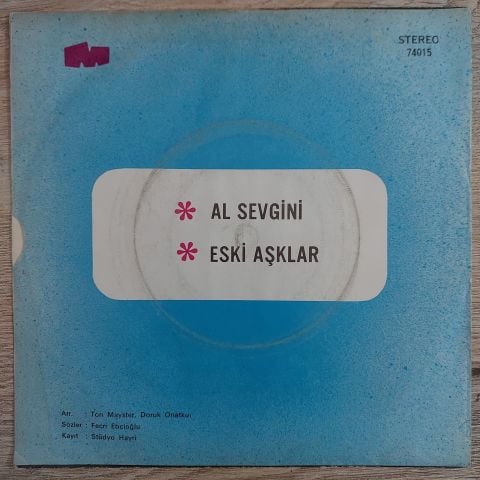 STEREO
74015
* AL SEVGİNİ
* ESKİ AŞKLAR
Arr. : Ton Mayster, Doruk Onatkut
Sözler : Fecri Ebcioğlu
Kayıt : Stüdyo Hayri